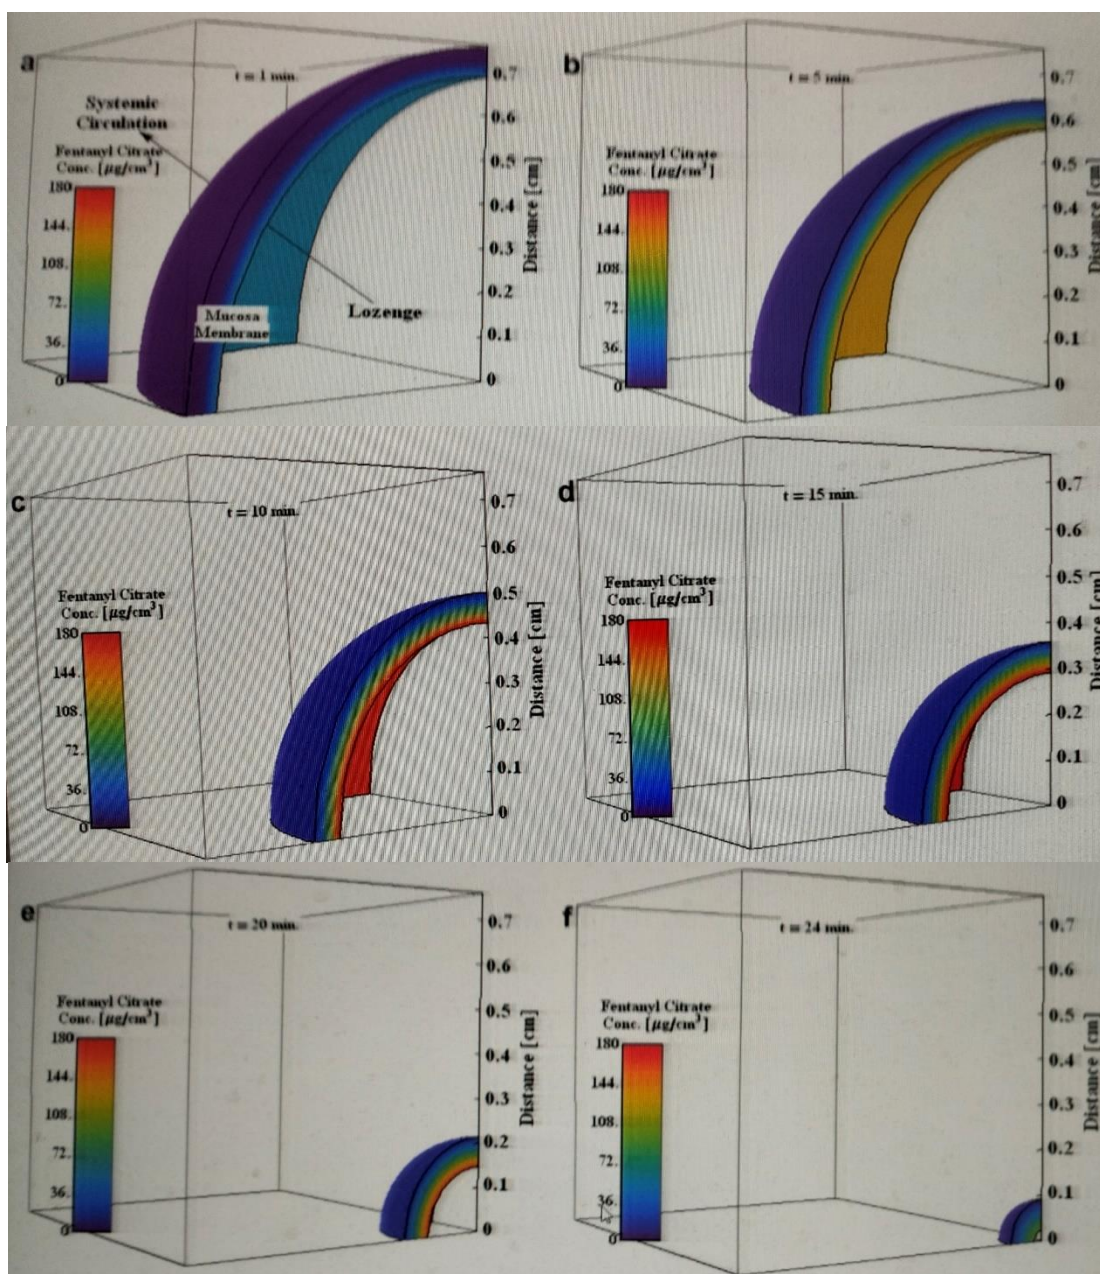 a
t = 1 min.
Systemic
Circulation
Fentanyl Citrate
Conc. [μg/cm³]
180
144.
108.
72.
36.
0
Mucosa
Membrane
Lozenge
0.7
0.6
0.5
0.4
0.3
0.2
0.1
0
Distance [cm]
b
t = 5 min.
Fentanyl Citrate
Conc. [μg/cm³]
180
144.
108.
72.
36.
0
0.7
0.6
0.5
0.4
0.3
0.2
0.1
0
Distance [cm]
c
t = 10 min.
Fentanyl Citrate
Conc. [μg/cm³]
180
144.
108.
72.
36.
0
0.7
0.6
0.5
0.4
0.3
0.2
0.1
0
Distance [cm]
d
t = 15 min.
Fentanyl Citrate
Conc. [μg/cm³]
180
144.
108.
72.
36.
0
0.7
0.6
0.5
0.4
0.3
0.2
0.1
0
Distance [cm]
e
t = 20 min.
Fentanyl Citrate
Conc. [μg/cm³]
180
144.
108.
72.
36.
0
0.7
0.6
0.5
0.4
0.3
0.2
0.1
0
Distance [cm]
f
t = 24 min.
Fentanyl Citrate
Conc. [μg/cm³]
180
144.
108.
72.
36.
0
0.7
0.6
0.5
0.4
0.3
0.2
0.1
0
Distance [cm]